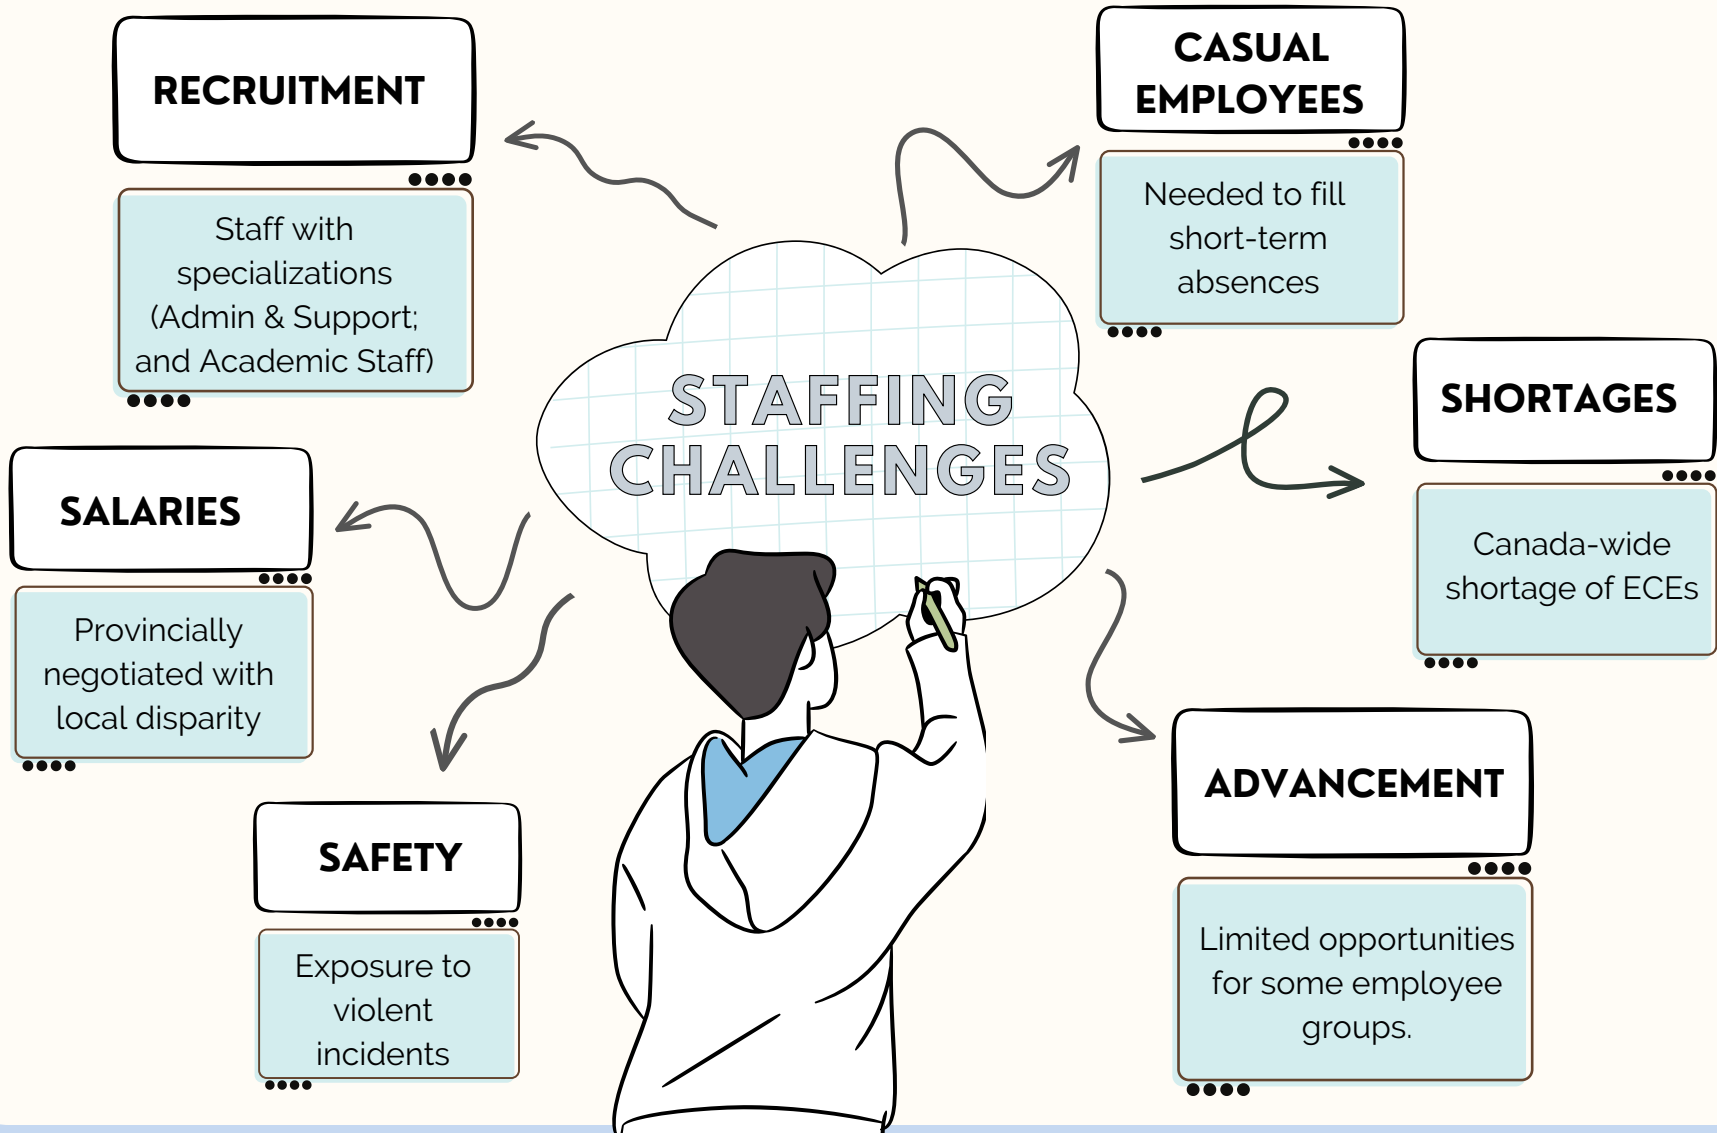 STAFFING
CHALLENGES
RECRUITMENT
Staff with
specializations
(Admin & Support;
and Academic Staff)
CASUAL
EMPLOYEES
Needed to fill
short-term
absences
SALARIES
Provincially
negotiated with
local disparity
SHORTAGES
Canada-wide
shortage of ECEs
SAFETY
Exposure to
violent
incidents
ADVANCEMENT
Limited opportunities
for some employee
groups.